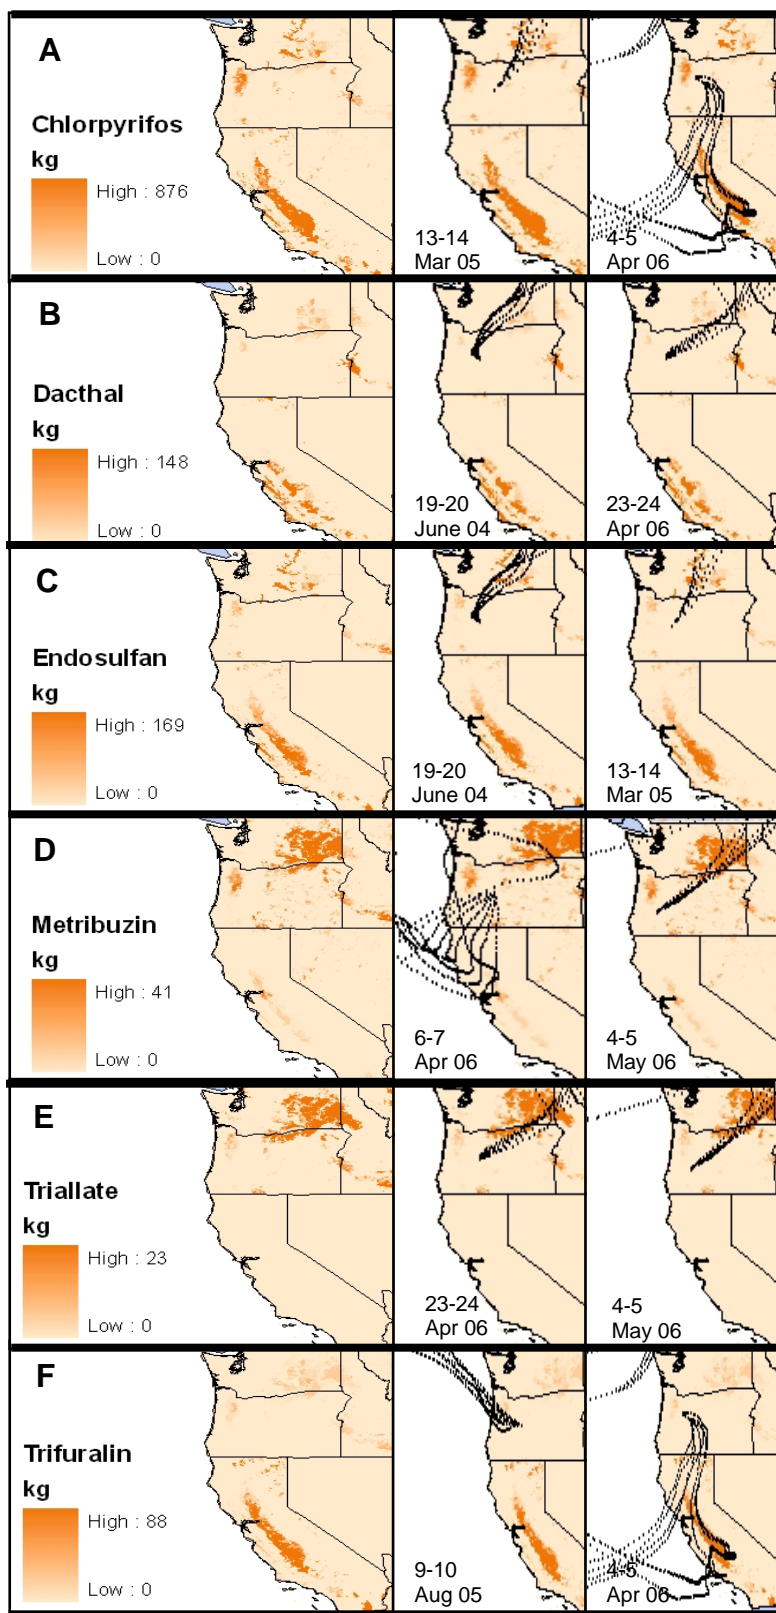 A
Chlorpyrifos
kg
High : 876
Low : 0
13-14
Mar 05
4-5
Apr 06
B
Dacthal
kg
High : 148
Low : 0
19-20
June 04
23-24
Apr 06
C
Endosulfan
kg
High : 169
Low : 0
19-20
June 04
13-14
Mar 05
D
Metribuzin
kg
High : 41
Low : 0
6-7
Apr 06
4-5
May 06
E
Triallate
kg
High : 23
Low : 0
23-24
Apr 06
4-5
May 06
F
Trifuralin
kg
High : 88
Low : 0
9-10
Aug 05
4-5
Apr 06